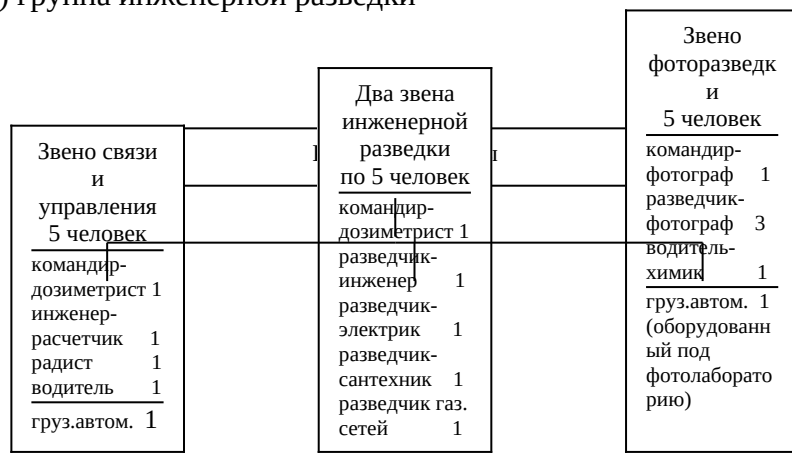 ) группа инженерной разведки
Звено связи
и
управления
5 человек
командир-
дозиметрист 1
инженер-
расчетчик 1
радист 1
водитель 1
груз.автом. 1
Два звена
инженерной
разведки
по 5 человек
командир-
дозиметрист 1
разведчик-
инженер 1
разведчик-
электрик 1
разведчик-
сантехник 1
разведчик газ.
сетей 1
Звено
фоторазведк
и
5 человек
командир-
фотограф 1
разведчик-
фотограф 3
водитель-
химик 1
груз.автом. 1
(оборудованн
ый под
фотолаборато
рию)